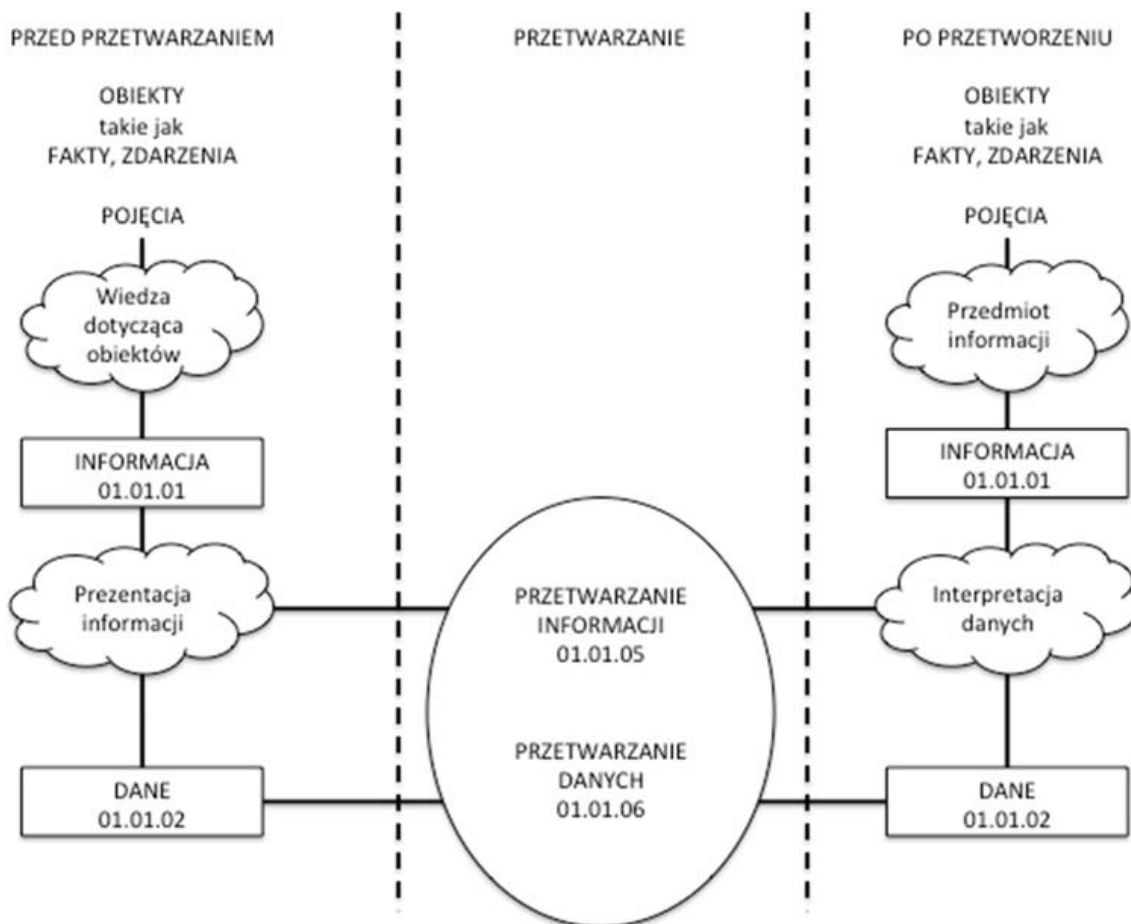 PRZED PRZETWARZANIEM
OBIEKTY
takie jak
FAKTY, ZDARZENIA
POJĘCIA
Wiedza
dotycząca
obiektów
INFORMACJA
01.01.01
Prezentacja
informacji
DANE
01.01.02
PRZETWARZANIE
PRZETWARZANIE
INFORMACJI
01.01.05
PRZETWARZANIE
DANYCH
01.01.06
PO PRZETWORZENIU
OBIEKTY
takie jak
FAKTY, ZDARZENIA
POJĘCIA
Przedmiot
informacji
INFORMACJA
01.01.01
Interpretacja
danych
DANE
01.01.02